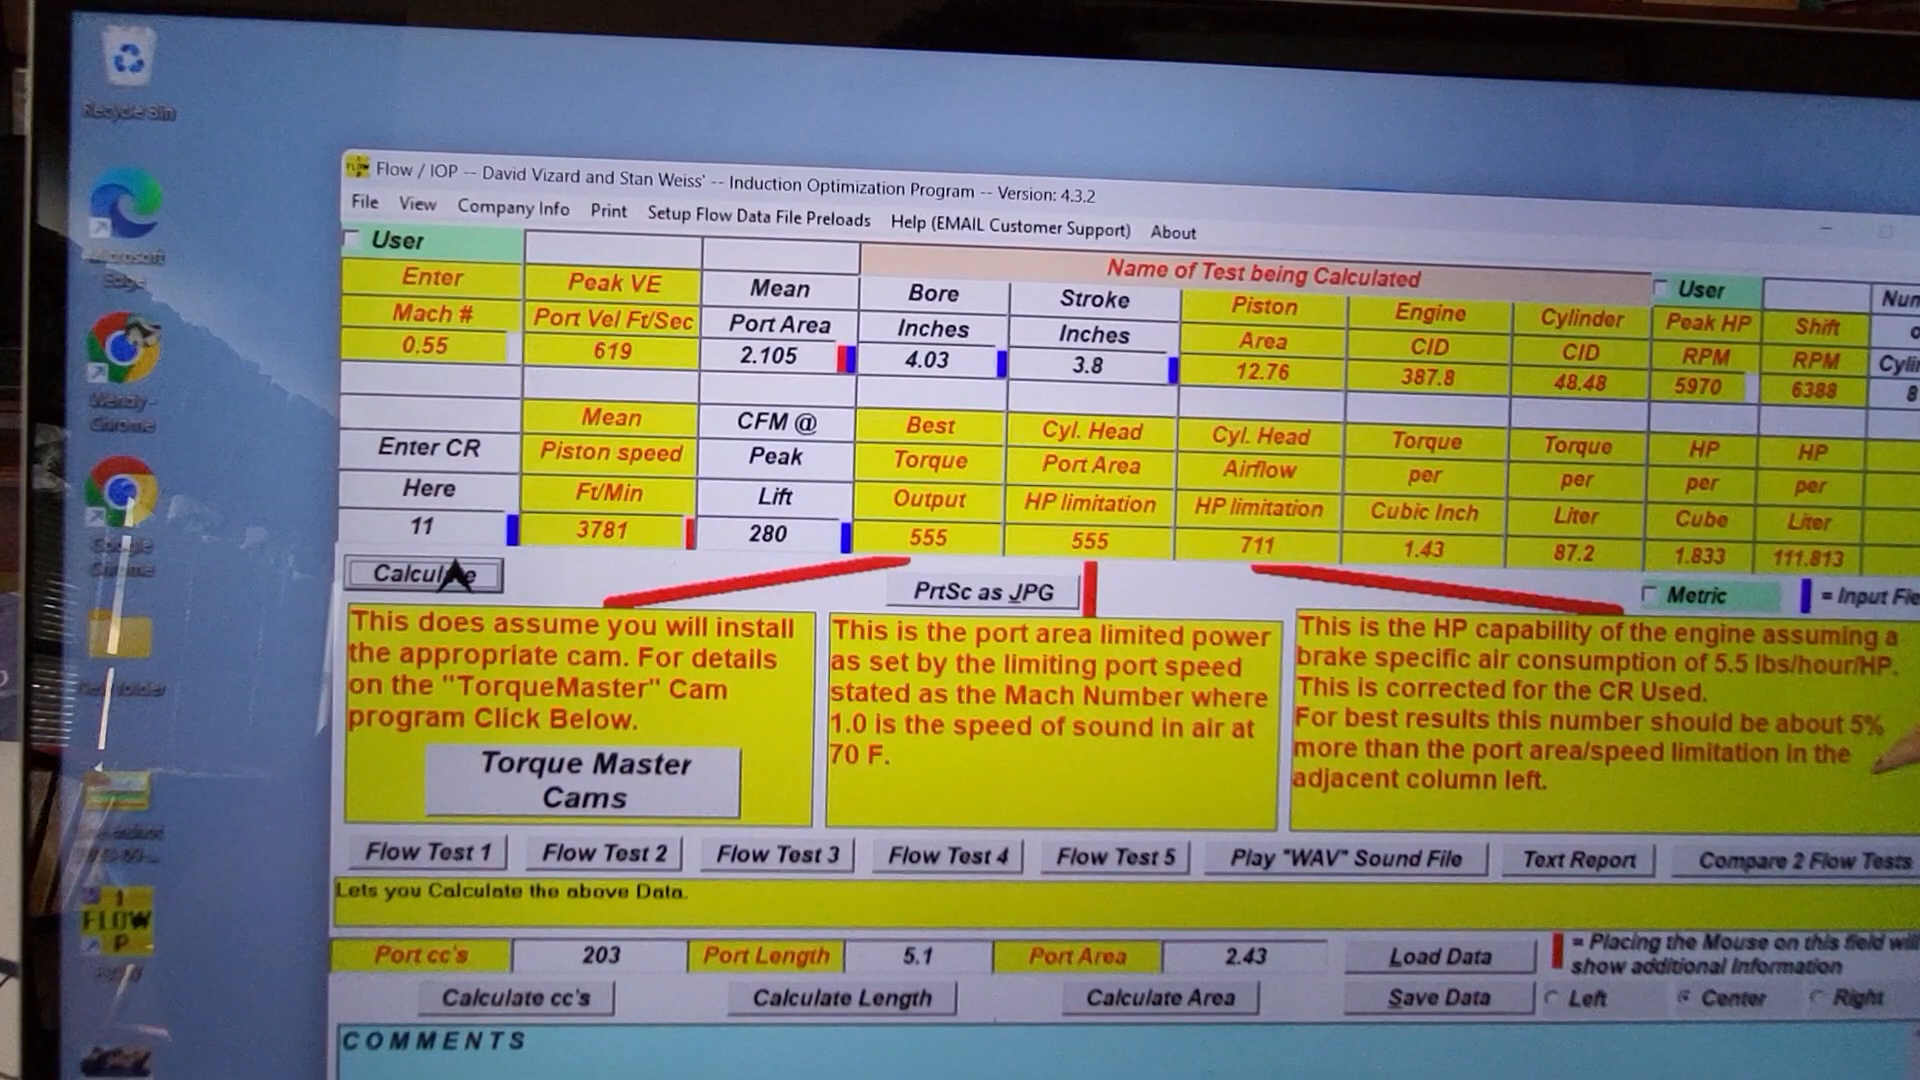 Recycle Bin
Microsoft
Edge
Wendy -
Chrome
Google
Chrome
FLOW
P
Flow / IOP -- David Vizard and Stan Weiss' -- Induction Optimization Program -- Version: 4.3.2
File View Company Info Print Setup Flow Data File Preloads Help (EMAIL Customer Support) About
User
Name of Test being Calculated
User
Enter Peak VE Mean Bore Stroke Piston Engine Cylinder Peak HP Shift
Mach # Port Vel Ft/Sec Port Area Inches Inches Area CID CID RPM RPM
0.55 619 2.105 4.03 3.8 12.76 387.8 48.48 5970 6388 8
Mean CFM @ Best Cyl. Head Cyl. Head Torque Torque HP HP
Enter CR Piston speed Peak Torque Port Area Airflow per per per per
Here Ft/Min Lift Output HP limitation HP limitation Cubic Inch Liter Cube Liter
11 3781 280 555 555 711 1.43 87.2 1.833 111.813
Calculate
PrtSc as JPG
Metric
= Input Fie
This does assume you will install
the appropriate cam. For details
on the "TorqueMaster" Cam
program Click Below.
Torque Master
Cams
This is the port area limited power
as set by the limiting port speed
stated as the Mach Number where
1.0 is the speed of sound in air at
70 F.
This is the HP capability of the engine assuming a
brake specific air consumption of 5.5 lbs/hour/HP.
This is corrected for the CR Used.
For best results this number should be about 5%
more than the port area/speed limitation in the
adjacent column left.
Flow Test 1 Flow Test 2 Flow Test 3 Flow Test 4 Flow Test 5 Play "WAV" Sound File Text Report Compare 2 Flow Tests
Lets you Calculate the above Data.
Port cc's 203 Port Length 5.1 Port Area 2.43 Load Data
= Placing the Mouse on this field will
show additional Information
Calculate cc's Calculate Length Calculate Area Save Data Left Center Right
COMMENTS